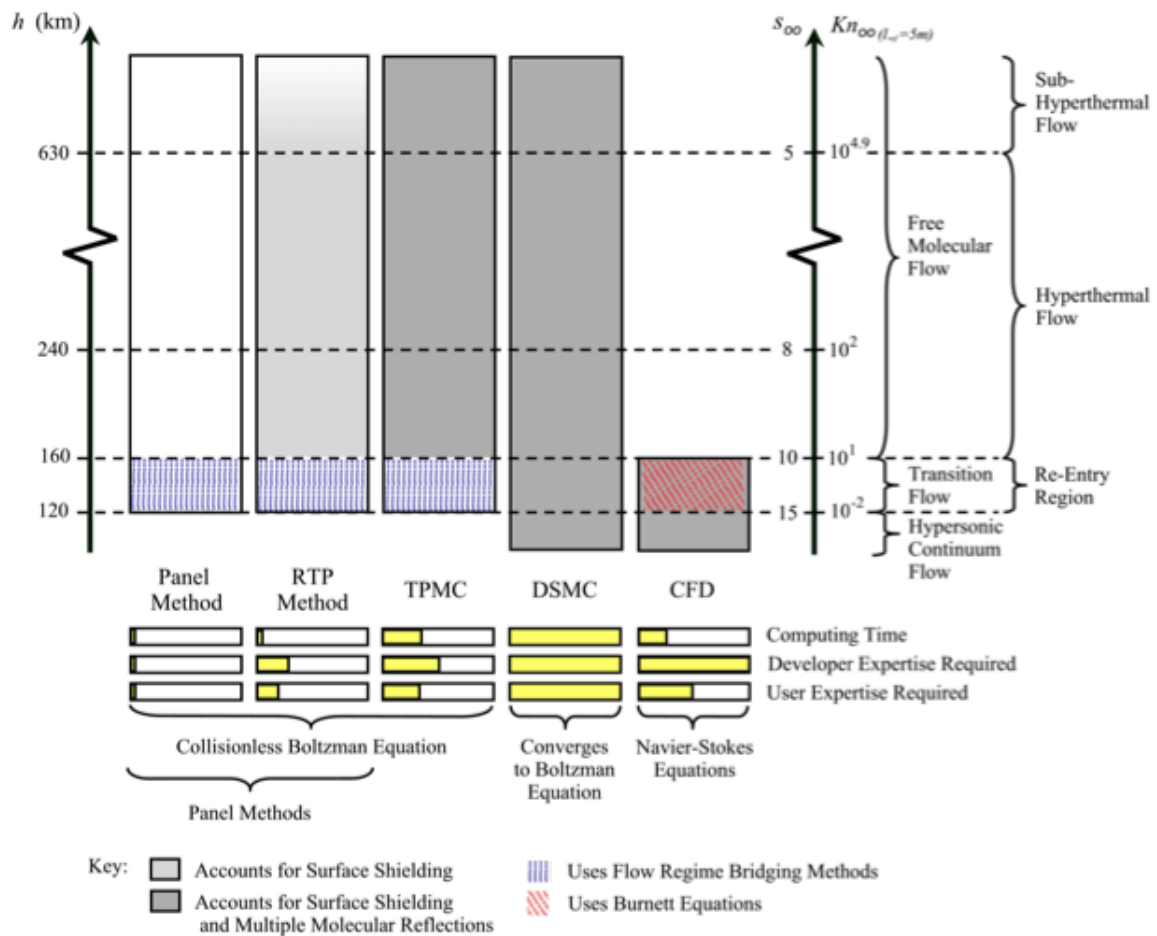 h (km)
s∞
Kn∞
Sub-
Hyperthermal
Flow
630
5
10^4.9
Free
Molecular
Flow
Hyperthermal
Flow
240
8
10^2
160
10
10^1
Transition
Flow
Re-Entry
Region
120
15
10^-2
Hypersonic
Continuum
Flow
Panel
Method
RTP
Method
TPMC
DSMC
CFD
Computing Time
Developer Expertise Required
User Expertise Required
Collisionless Boltzman Equation
Converges
to Boltzman
Equation
Navier-Stokes
Equations
Panel Methods
Key:
Accounts for Surface Shielding
Uses Flow Regime Bridging Methods
Accounts for Surface Shielding
and Multiple Molecular Reflections
Uses Burnett Equations